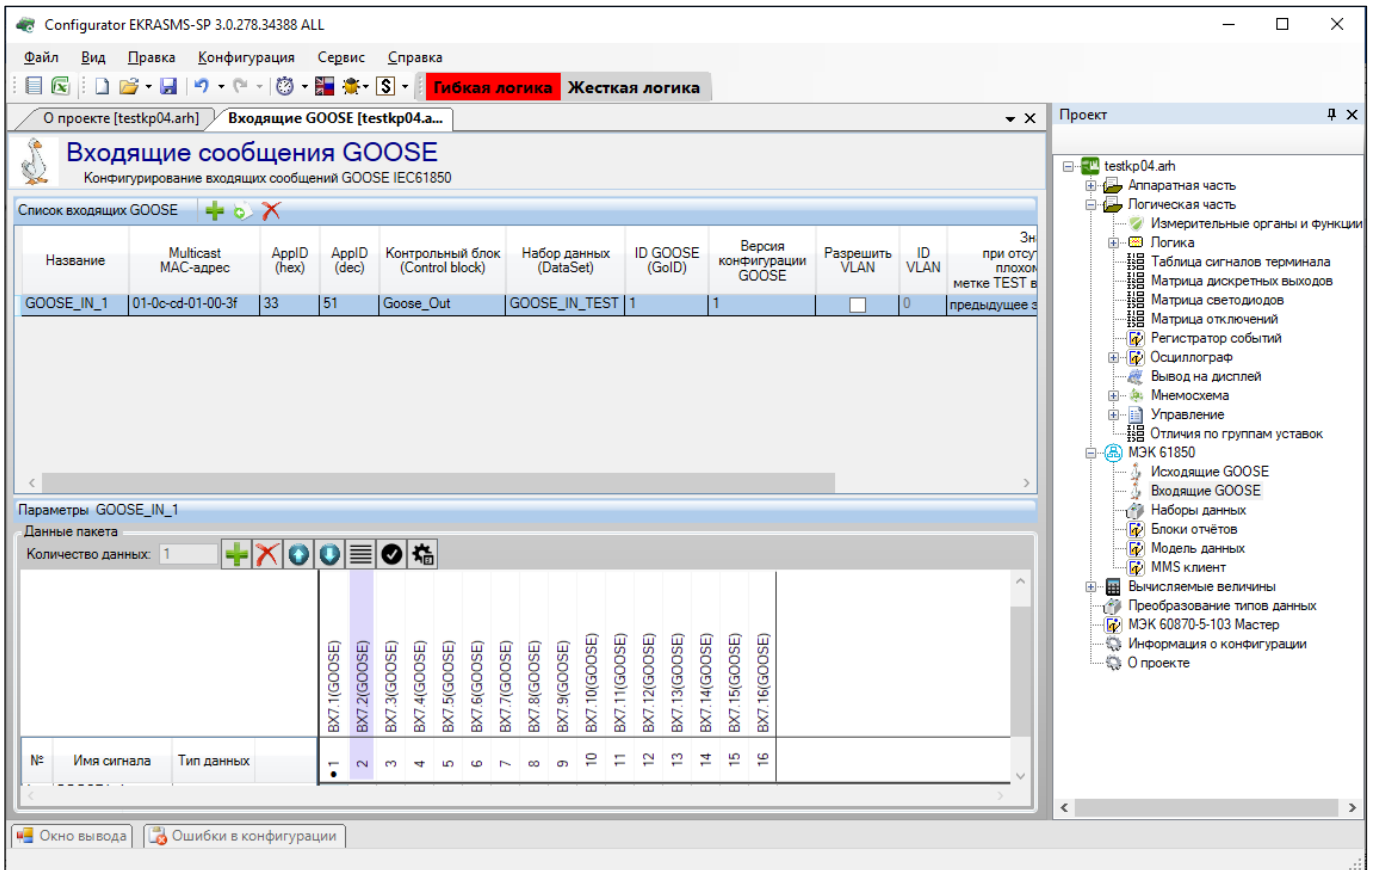 Configurator EKRASMS-SP 3.0.278.34388 ALL
Файл Вид Правка Конфигурация Сервис Справка
Гибкая логика Жесткая логика
О проекте [testkp04.arh] Входящие GOOSE [testkp04.a...
Входящие сообщения GOOSE
Конфигурирование входящих сообщений GOOSE IEC61850
Список входящих GOOSE
Название
Multicast
MAC-адрес
AppID
(hex)
AppID
(dec)
Контрольный блок
(Control block)
Набор данных
(DataSet)
ID GOOSE
(GoID)
Версия
конфигурации
GOOSE
Разрешить
VLAN
ID
VLAN
Зн
при отсу
плохом
метке TEST в
GOOSE_IN_1 01-0c-cd-01-00-3f 33 51 Goose_Out GOOSE_IN_TEST 1 1 0 предыдущее з
Параметры GOOSE_IN_1
Данные пакета
Количество данных: 1
BX7.1(GOOSE)
BX7.2(GOOSE)
BX7.3(GOOSE)
BX7.4(GOOSE)
BX7.5(GOOSE)
BX7.6(GOOSE)
BX7.7(GOOSE)
BX7.8(GOOSE)
BX7.9(GOOSE)
BX7.10(GOOSE)
BX7.11(GOOSE)
BX7.12(GOOSE)
BX7.13(GOOSE)
BX7.14(GOOSE)
BX7.15(GOOSE)
BX7.16(GOOSE)
№ Имя сигнала Тип данных
• 1 2 3 4 5 6 7 8 9 10 11 12 13 14 15 16
Окно вывода Ошибки в конфигурации
Проект
testkp04.arh
Аппаратная часть
Логическая часть
Измерительные органы и функции
Логика
Таблица сигналов терминала
Матрица дискретных выходов
Матрица светодиодов
Матрица отключений
Регистратор событий
Осциллограф
Вывод на дисплей
Мнемосхема
Управление
Отличия по группам уставок
МЭК 61850
Исходящие GOOSE
Входящие GOOSE
Наборы данных
Блоки отчётов
Модель данных
MMS клиент
Вычисляемые величины
Преобразование типов данных
МЭК 60870-5-103 Мастер
Информация о конфигурации
О проекте